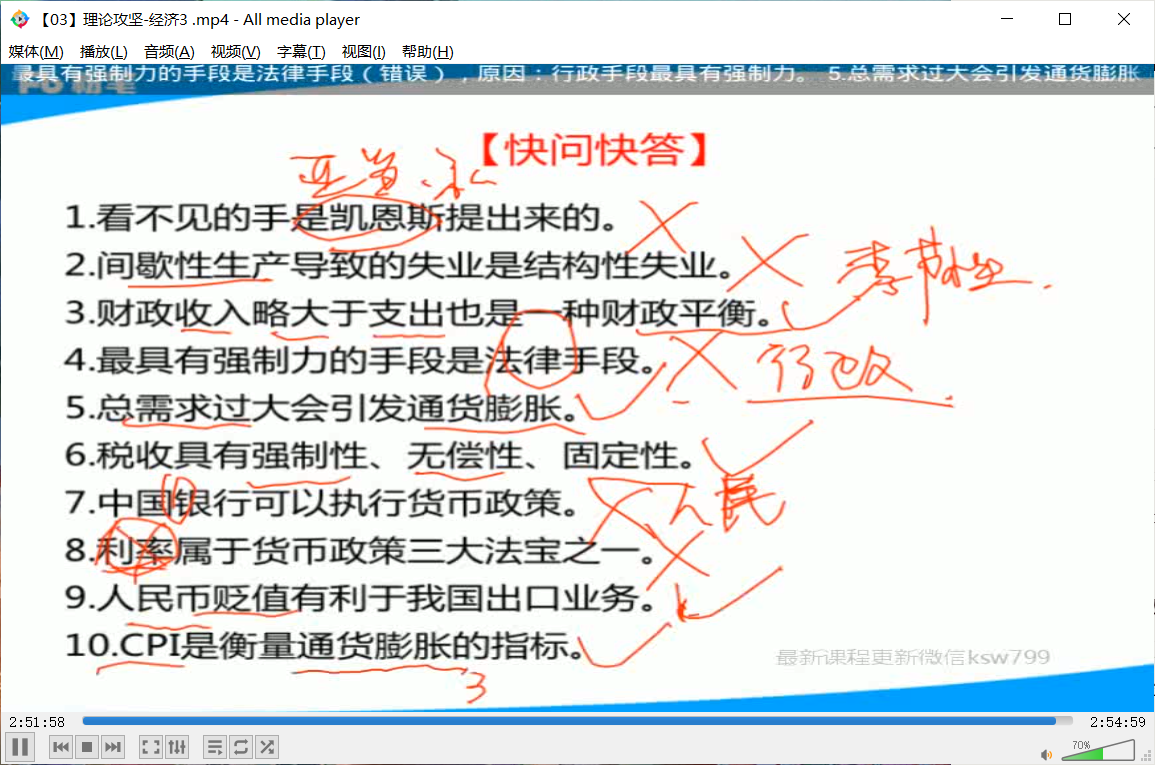 【03】理论攻坚-经济3 .mp4 - All media player
媒体(M) 播放(L) 音频(A) 视频(V) 字幕(T) 视图(I) 帮助(H)
最具有强制力的手段是法律手段（错误），原因：行政手段最具有强制力。 5.总需求过大会引发通货膨胀
粉笔
【快问快答】
1.看不见的手是凯恩斯提出来的。
2.间歇性生产导致的失业是结构性失业。
季节性.
3.财政收入略大于支出也是一种财政平衡。
4.最具有强制力的手段是法律手段。
行政
5.总需求过大会引发通货膨胀。
6.税收具有强制性、无偿性、固定性。
7.中国银行可以执行货币政策。
人民
8.利率属于货币政策三大法宝之一。
9.人民币贬值有利于我国出口业务。
10.CPI是衡量通货膨胀的指标。
3
最新课程更新微信ksw799
2:51:58
2:54:59
70%